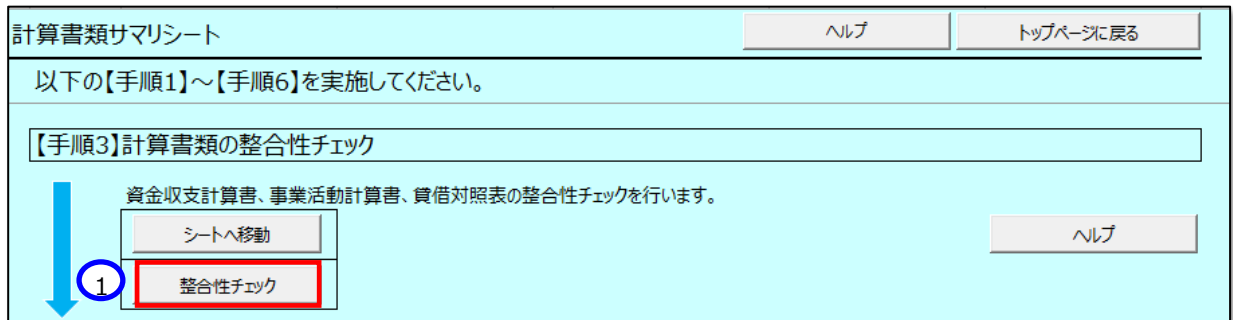 計算書類サマリシート ヘルプ トップページに戻る
以下の【手順1】～【手順6】を実施してください。
【手順3】計算書類の整合性チェック
資金収支計算書、事業活動計算書、貸借対照表の整合性チェックを行います。
シートへ移動 ヘルプ
1 整合性チェック